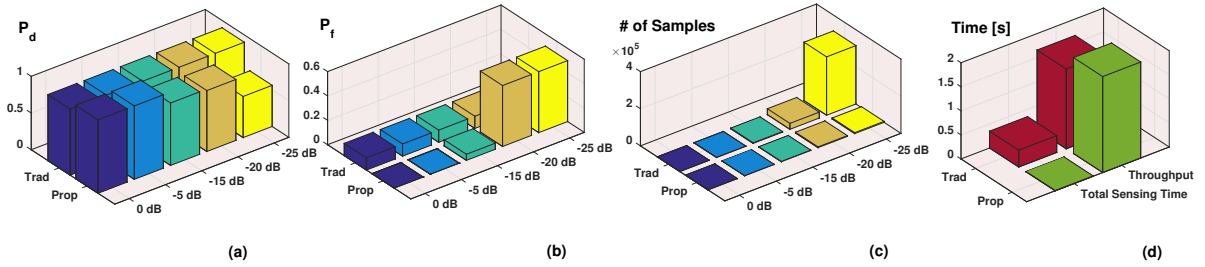 P_d
1
0.5
0
Trad
Prop
0 dB
-5 dB
-15 dB
-20 dB
-25 dB
(a)
P_f
0.6
0.4
0.2
0
Trad
Prop
0 dB
-5 dB
-15 dB
-20 dB
-25 dB
(b)
# of Samples
×10^5
4
2
0
Trad
Prop
0 dB
-5 dB
-15 dB
-20 dB
-25 dB
(c)
Time [s]
2
1.5
1
0.5
0
Trad
Prop
Total Sensing Time
Throughput
(d)